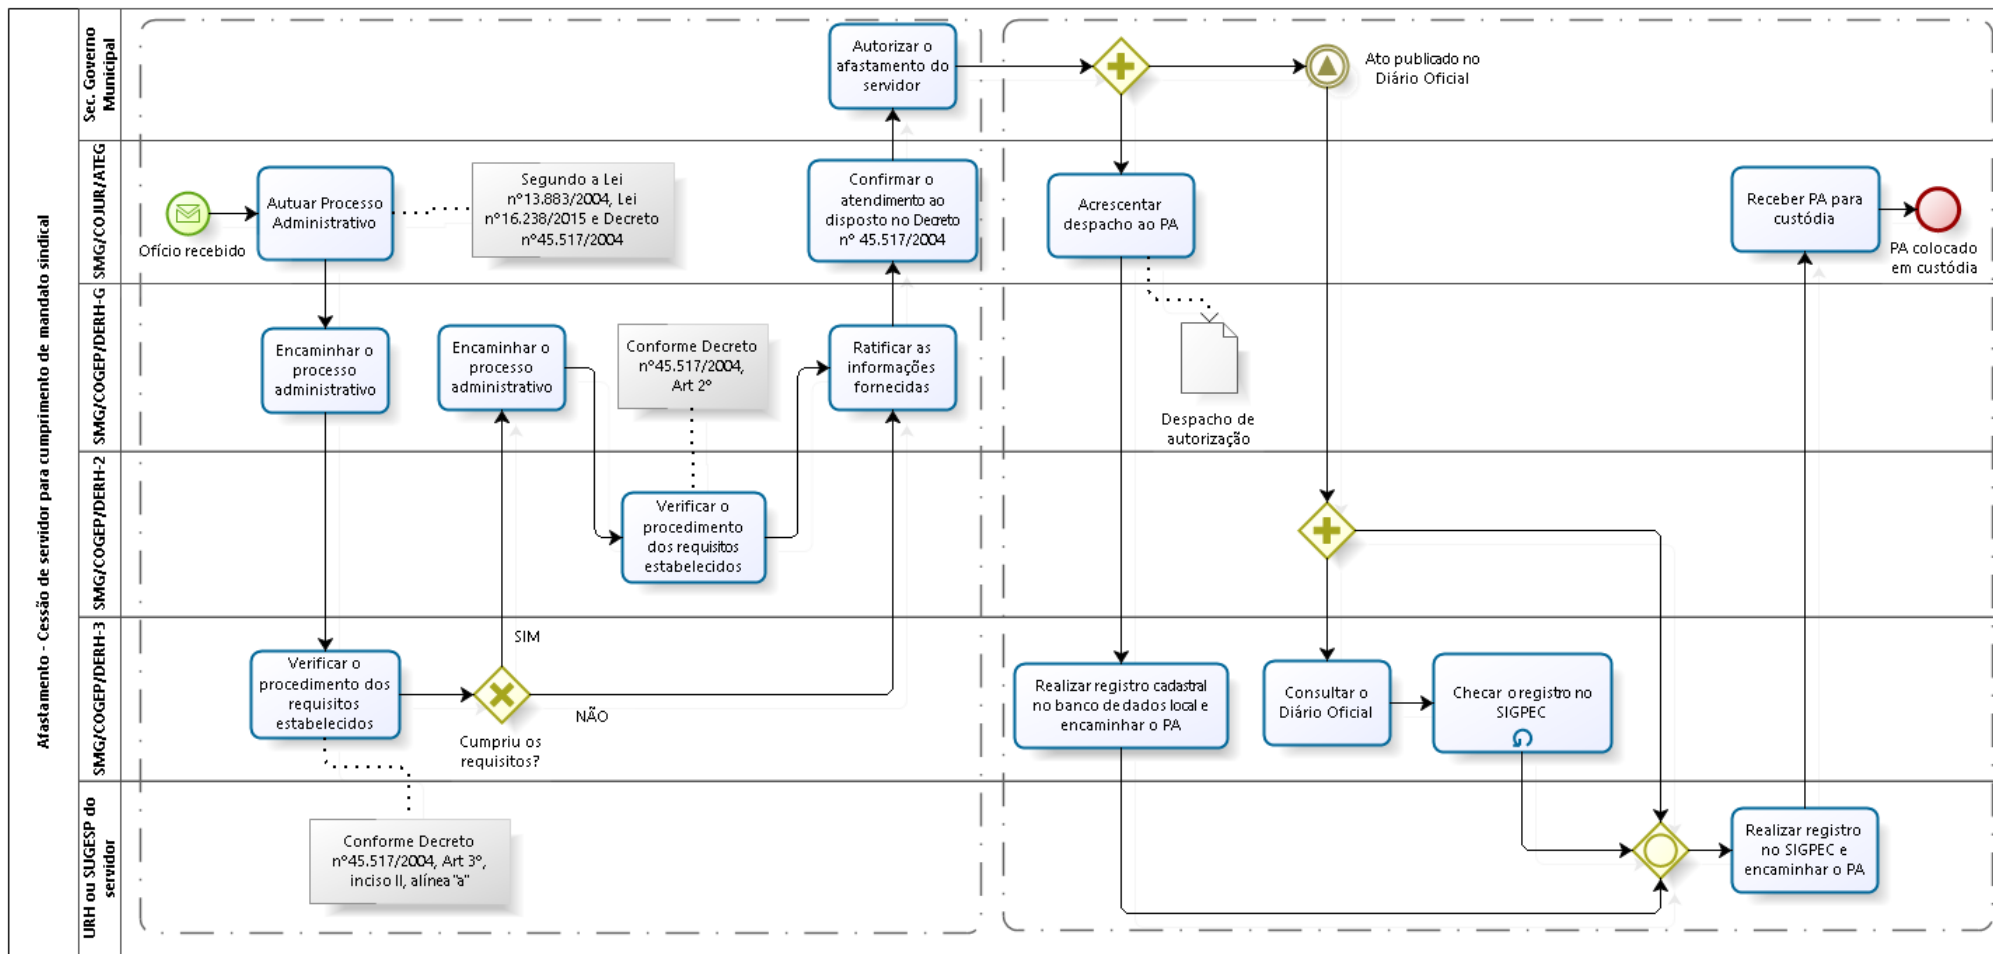 Afastamento - Cessão de servidor para cumprimento de mandato sindical
Sec. Governo
Municipal
Autorizar o
afastamento do
servidor
Ato publicado no
Diário Oficial
SMG/COJUR/ATEG
Ofício recebido
Autuar Processo
Administrativo
Segundo a Lei
nº13.883/2004, Lei
nº16.238/2015 e Decreto
nº45.517/2004
Confirmar o
atendimento ao
disposto no Decreto
nº 45.517/2004
Acrescentar
despacho ao PA
Receber PA para
custódia
PA colocado
em custódia
SMG/COGEP/DERH-G
Encaminhar o
processo
administrativo
Encaminhar o
processo
administrativo
Conforme Decreto
nº45.517/2004,
Art 2º
Ratificar as
informações
fornecidas
Despacho de
autorização
SMG/COGEP/DERH-2
Verificar o
procedimento
dos requisitos
estabelecidos
SMG/COGEP/DERH-3
Verificar o
procedimento dos
requisitos
estabelecidos
SIM
NÃO
Cumpriu os
requisitos?
Realizar registro cadastral
no banco de dados local e
encaminhar o PA
Consultar o
Diário Oficial
Checar o registro no
SIGPEC
URH ou SUGESP do
servidor
Conforme Decreto
nº45.517/2004, Art 3º,
inciso II, alínea "a"
Realizar registro
no SIGPEC e
encaminhar o PA